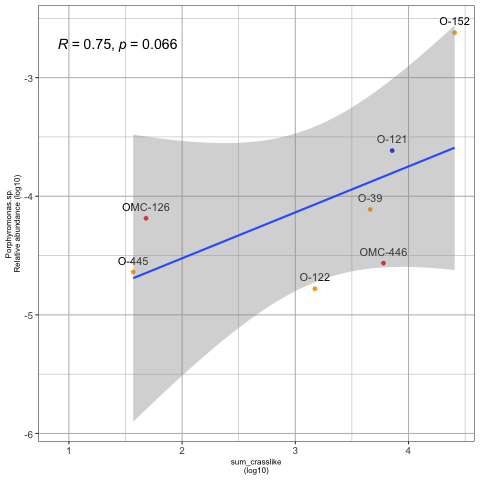 O-152
R = 0.75, p = 0.066
-3
O-121
-4
O-39
OMC-126
OMC-446
O-445
O-122
-5
-6
Porphyromonas.sp.
Relative abundance (log10)
1 2 3 4
sum_crasslike
(log10)